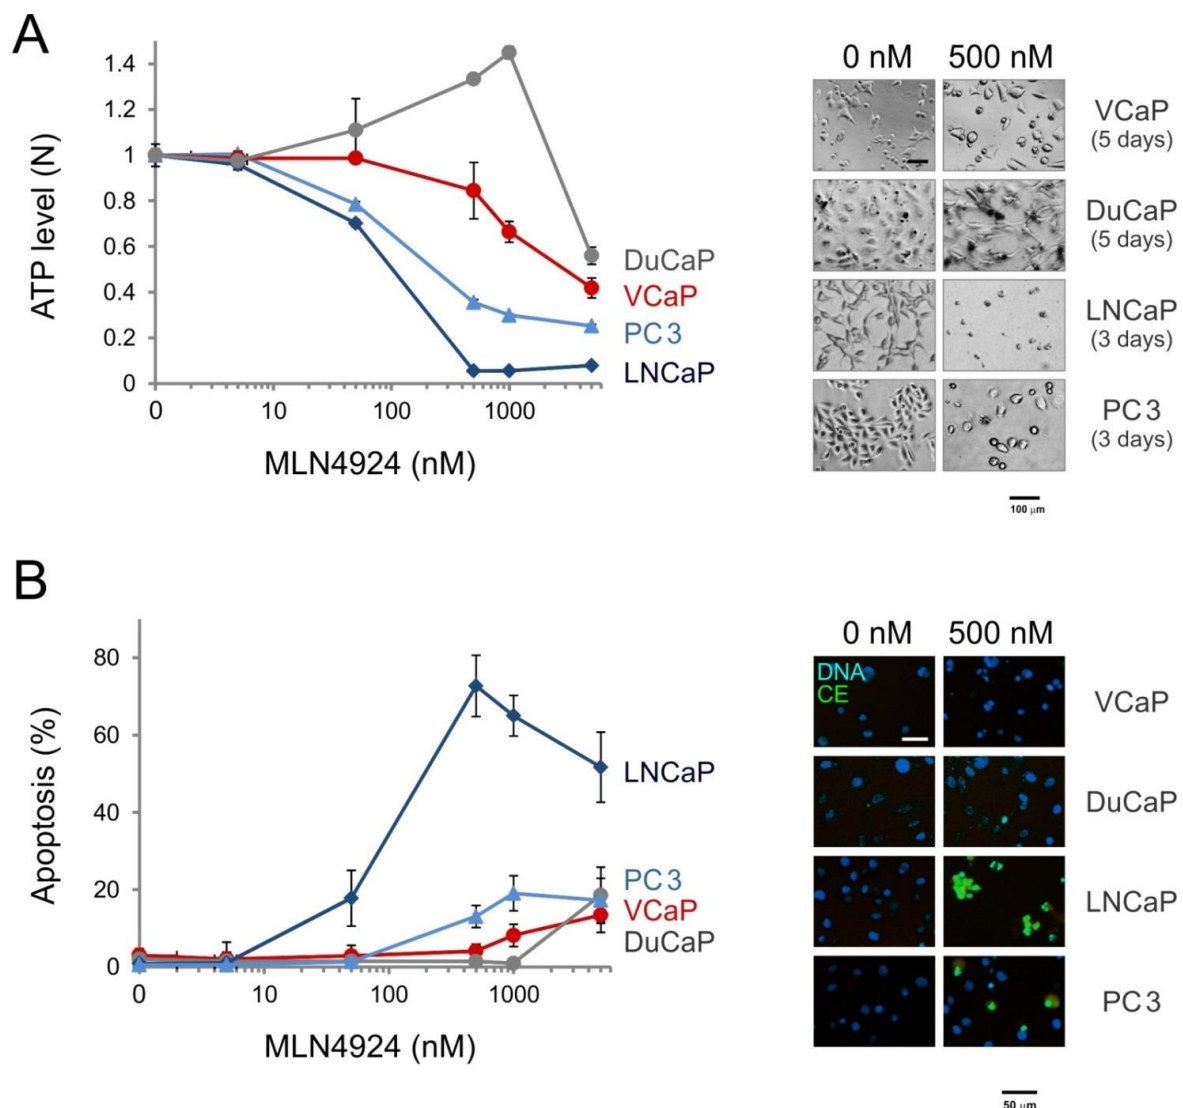 A
ATP level (N)
1.4
1.2
1
0.8
0.6
0.4
0.2
0
0 10 100 1000
MLN4924 (nM)
DuCaP
VCaP
PC3
LNCaP
0 nM 500 nM
VCaP
(5 days)
DuCaP
(5 days)
LNCaP
(3 days)
PC3
(3 days)
100 µm
B
Apoptosis (%)
80
60
40
20
0
0 10 100 1000
MLN4924 (nM)
LNCaP
PC3
VCaP
DuCaP
0 nM 500 nM
DNA
CE
VCaP
DuCaP
LNCaP
PC3
50 µm